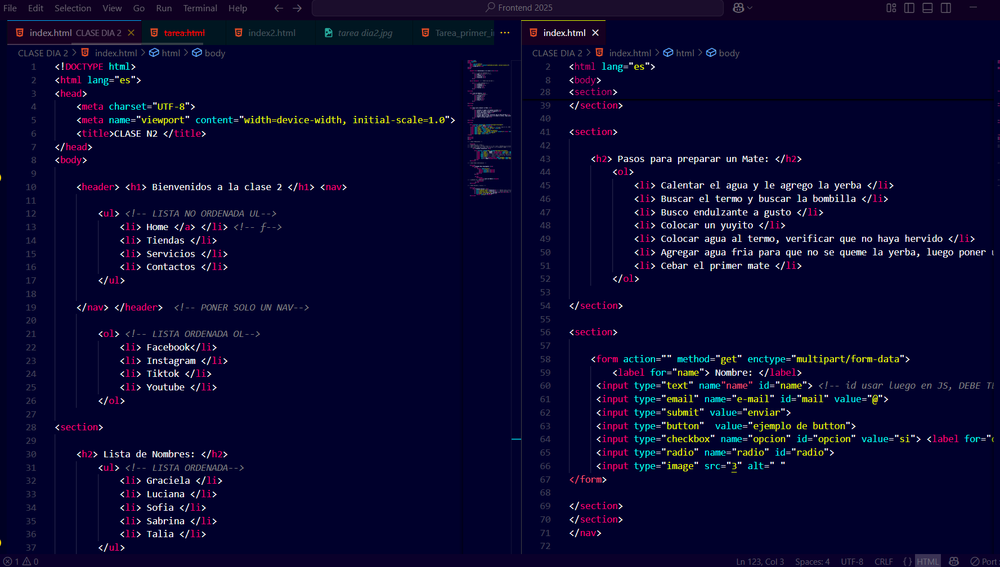 File Edit Selection View Go Run Terminal Help
Frontend 2025
index.html CLASE DIA 2
tarea.html
index2.html
tarea dia2.jpg
Tarea_primer_i
CLASE DIA 2 > index.html > html > body
1 <!DOCTYPE html>
2 <html lang="es">
3 <head>
4 <meta charset="UTF-8">
5 <meta name="viewport" content="width=device-width, initial-scale=1.0">
6 <title>CLASE N2 </title>
7 </head>
8 <body>
9
10 <header> <h1> Bienvenidos a la clase 2 </h1> <nav>
11
12 <ul> <!-- LISTA NO ORDENADA UL-->
13 <li> Home </a> </li> <!-- f-->
14 <li> Tiendas </li>
15 <li> Servicios </li>
16 <li> Contactos </li>
17 </ul>
18
19 </nav> </header> <!-- PONER SOLO UN NAV-->
20
21 <ol> <!-- LISTA ORDENADA OL-->
22 <li> Facebook</li>
23 <li> Instagram </li>
24 <li> Tiktok </li>
25 <li> Youtube </li>
26 </ol>
27
28 <section>
29
30 <h2> Lista de Nombres: </h2>
31 <ul> <!-- LISTA ORDENADA-->
32 <li> Graciela </li>
33 <li> Luciana </li>
34 <li> Sofia </li>
35 <li> Sabrina </li>
36 <li> Talia </li>
37 </ul>
index.html
CLASE DIA 2 > index.html > html > body
2 <html lang="es">
8 <body>
28 <section>
39 </section>
40
41 <section>
42
43 <h2> Pasos para preparar un Mate: </h2>
44 <ol>
45 <li> Calentar el agua y le agrego la yerba </li>
46 <li> Buscar el termo y buscar la bombilla </li>
47 <li> Busco endulzante a gusto </li>
48 <li> Colocar un yuyito </li>
49 <li> Colocar agua al termo, verificar que no haya hervido </li>
50 <li> Agregar agua fria para que no se queme la yerba, luego poner
51 <li> Cebar el primer mate </li>
52 </ol>
53
54 </section>
55
56 <section>
57
58 <form action="" method="get" enctype="multipart/form-data">
59 <label for="name"> Nombre: </label>
60 <input type="text" name"name" id="name"> <!-- id usar luego en JS, DEBE
61 <input type="email" name="e-mail" id="mail" value="@">
62 <input type="submit" value="enviar">
63 <input type="button"  value="ejemplo de button">
64 <input type="checkbox" name="opcion" id="opcion" value="si"> <label for="
65 <input type="radio" name="radio" id="radio">
66 <input type="image" src="3" alt=" "
67 </form>
68
69 </section>
70 </section>
71 </nav>
72
1 0 Ln 123, Col 3 Spaces: 4 UTF-8 CRLF {} HTML Port